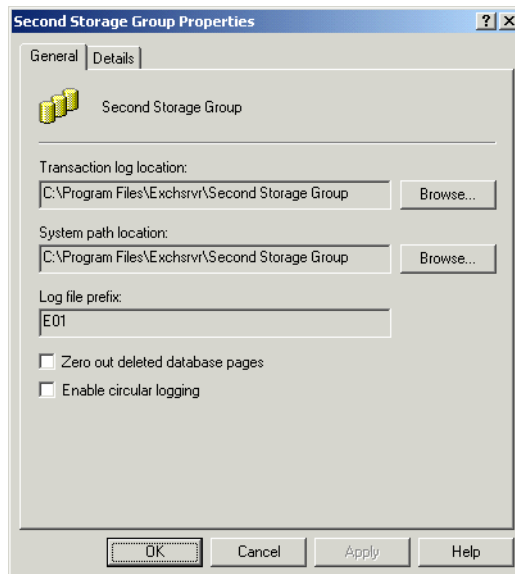 Second Storage Group Properties
General
Details
Second Storage Group
Transaction log location:
C:\Program Files\Exchsrvr\Second Storage Group
Browse...
System path location:
C:\Program Files\Exchsrvr\Second Storage Group
Browse...
Log file prefix:
E01
Zero out deleted database pages
Enable circular logging
OK
Cancel
Apply
Help